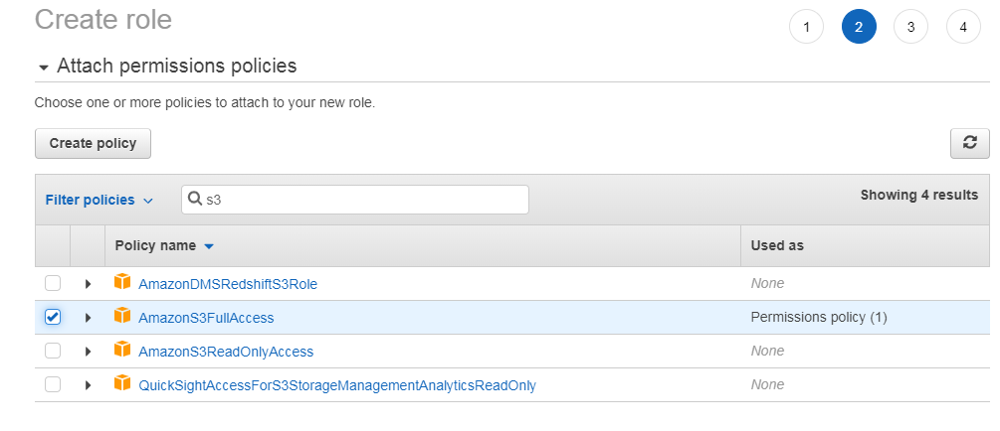 Create role
1 2 3 4
Attach permissions policies
Choose one or more policies to attach to your new role.
Create policy
Filter policies s3 Showing 4 results
Policy name Used as
AmazonDMSRedshiftS3Role None
AmazonS3FullAccess Permissions policy (1)
AmazonS3ReadOnlyAccess None
QuickSightAccessForS3StorageManagementAnalyticsReadOnly None